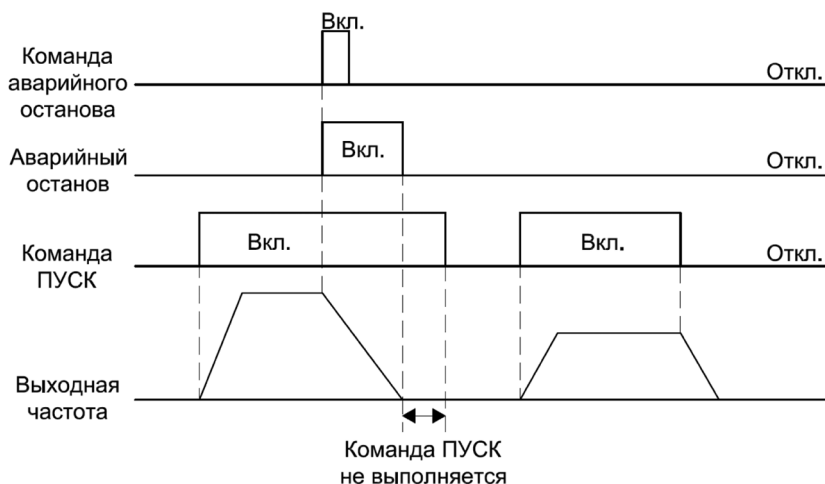 Вкл.
Команда
аварийного
останова
Откл.
Аварийный
останов
Вкл.
Откл.
Команда
ПУСК
Вкл.
Вкл.
Откл.
Выходная
частота
Команда ПУСК
не выполняется